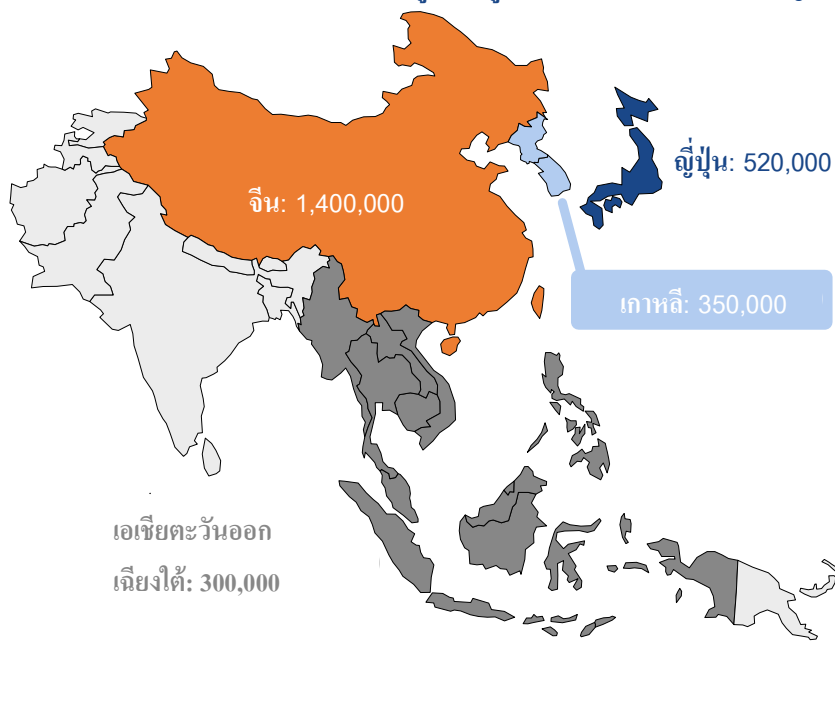 ญี่ปุ่น: 520,000
จีน: 1,400,000
เกาหลี: 350,000
เอเชียตะวันออก
เฉียงใต้: 300,000